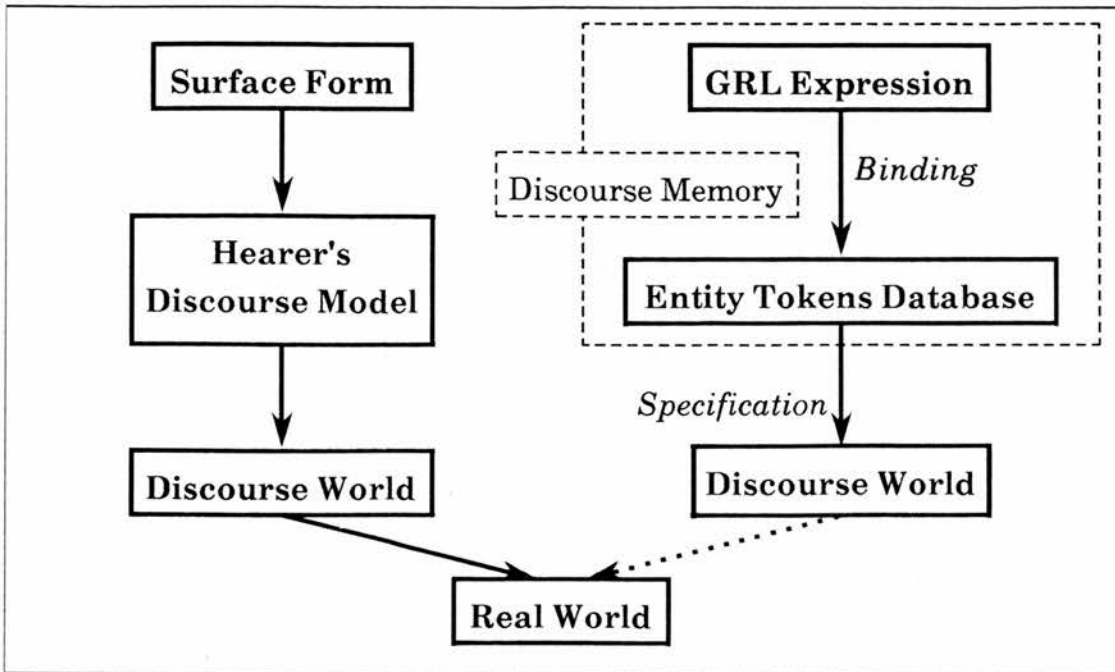 Surface Form
GRL Expression
Binding
Discourse Memory
Hearer's
Discourse Model
Entity Tokens Database
Specification
Discourse World
Discourse World
Real World